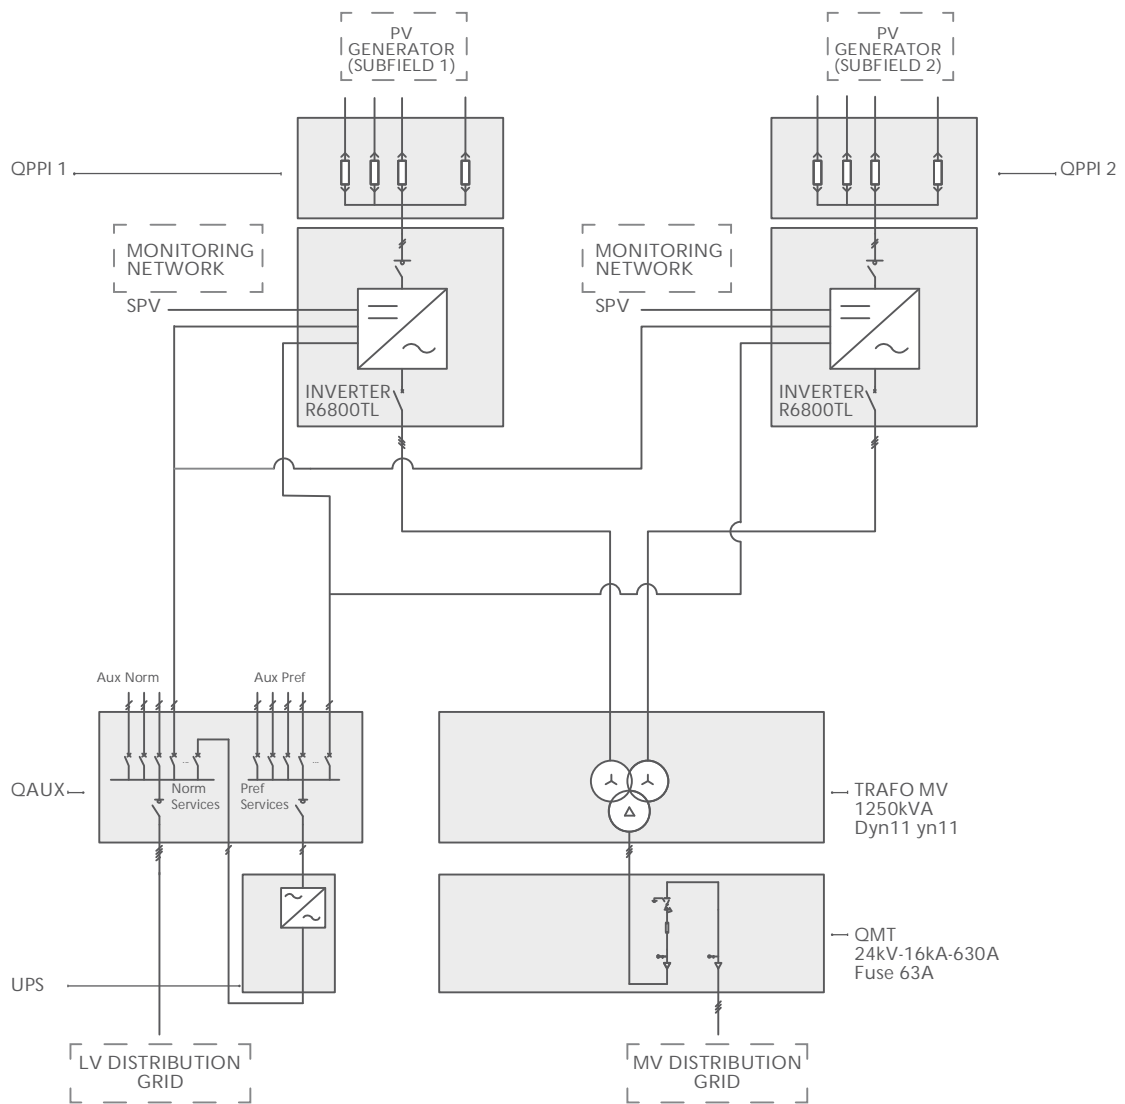 PV
GENERATOR
(SUBFIELD 1)
PV
GENERATOR
(SUBFIELD 2)
QPPI 1
QPPI 2
MONITORING
NETWORK
SPV
MONITORING
NETWORK
SPV
INVERTER
R6800TL
INVERTER
R6800TL
Aux Norm
Aux Pref
...
...
QAUX
Norm
Services
Pref
Services
TRAFO MV
1250kVA
Dyn11 yn11
QMT
24kV-16kA-630A
Fuse 63A
UPS
LV DISTRIBUTION
GRID
MV DISTRIBUTION
GRID